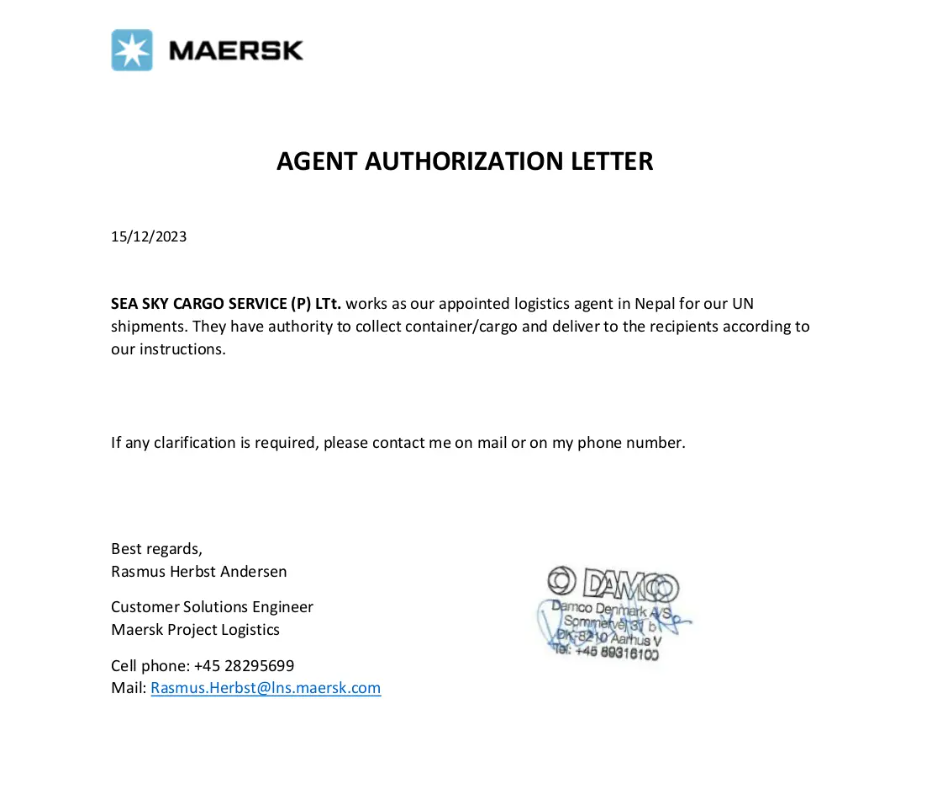 MAERSK
AGENT AUTHORIZATION LETTER
15/12/2023
SEA SKY CARGO SERVICE (P) LTt. works as our appointed logistics agent in Nepal for our UN
shipments. They have authority to collect container/cargo and deliver to the recipients according to
our instructions.
If any clarification is required, please contact me on mail or on my phone number.
Best regards,
Rasmus Herbst Andersen
Customer Solutions Engineer
Maersk Project Logistics
Cell phone: +45 28295699
Mail: Rasmus.Herbst@lns.maersk.com
DAMCO
Damco Denmark A/S
Sommervej 31 b
DK-8210 Aarhus V
Tel: +45 89316100